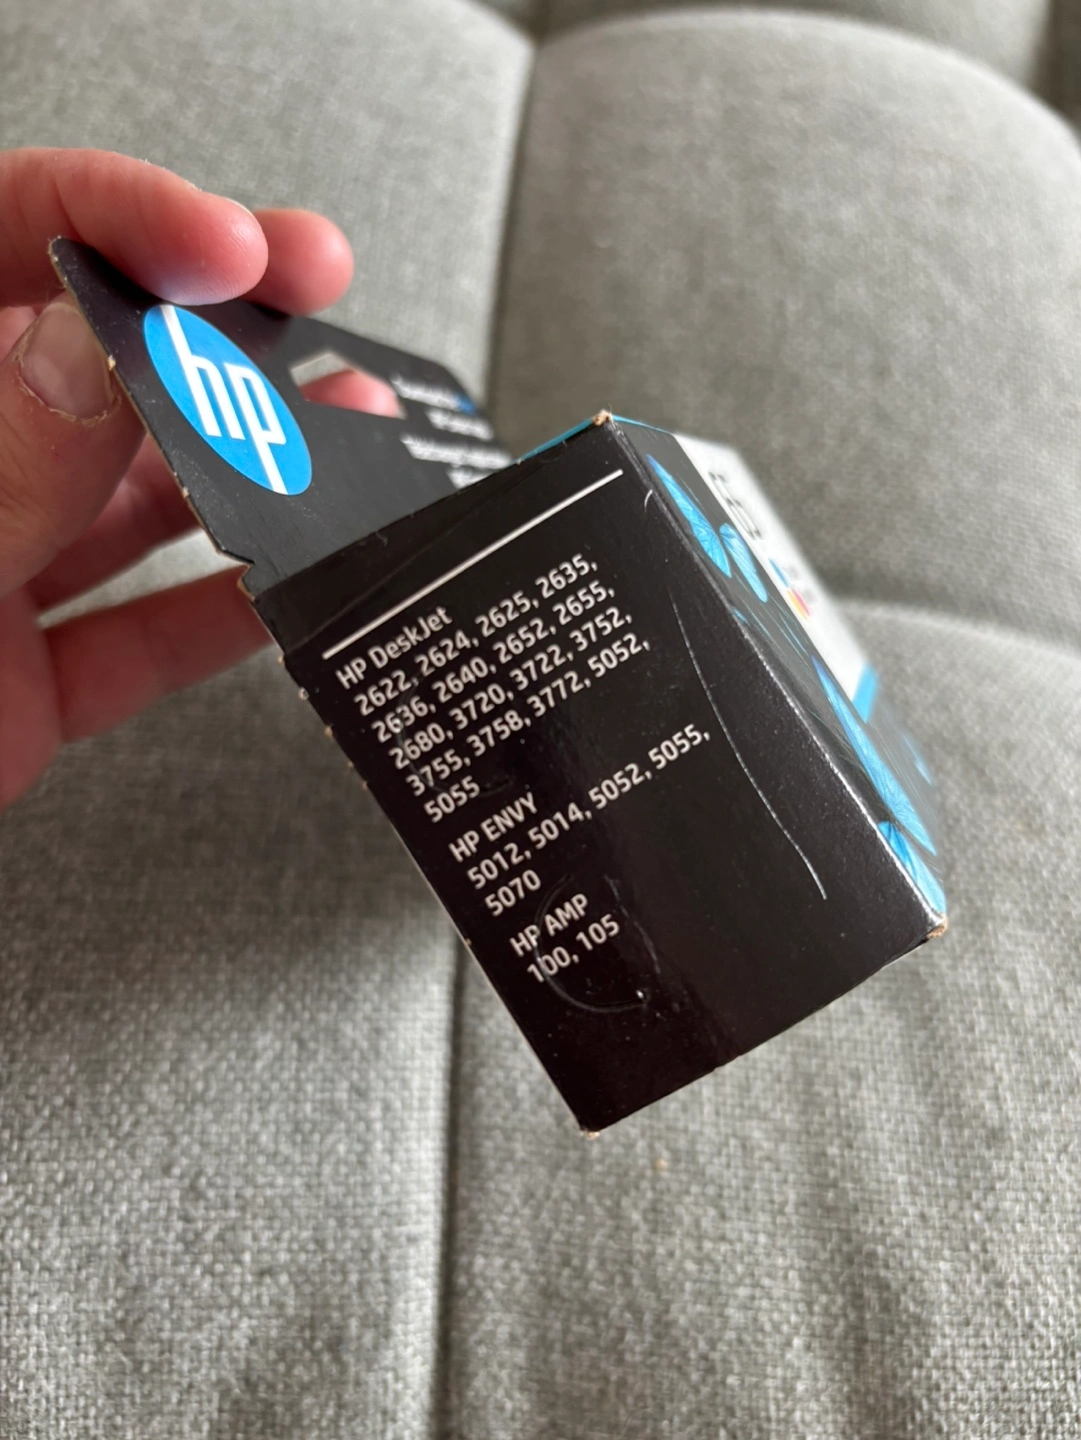 hp
HP DeskJet
2622, 2624, 2625, 2635,
2636, 2640, 2652, 2655,
2680, 3720, 3722, 3752,
3755, 3758, 3772, 5052,
5055
HP ENVY
5012, 5014, 5052, 5055,
5070
HP AMP
100, 105